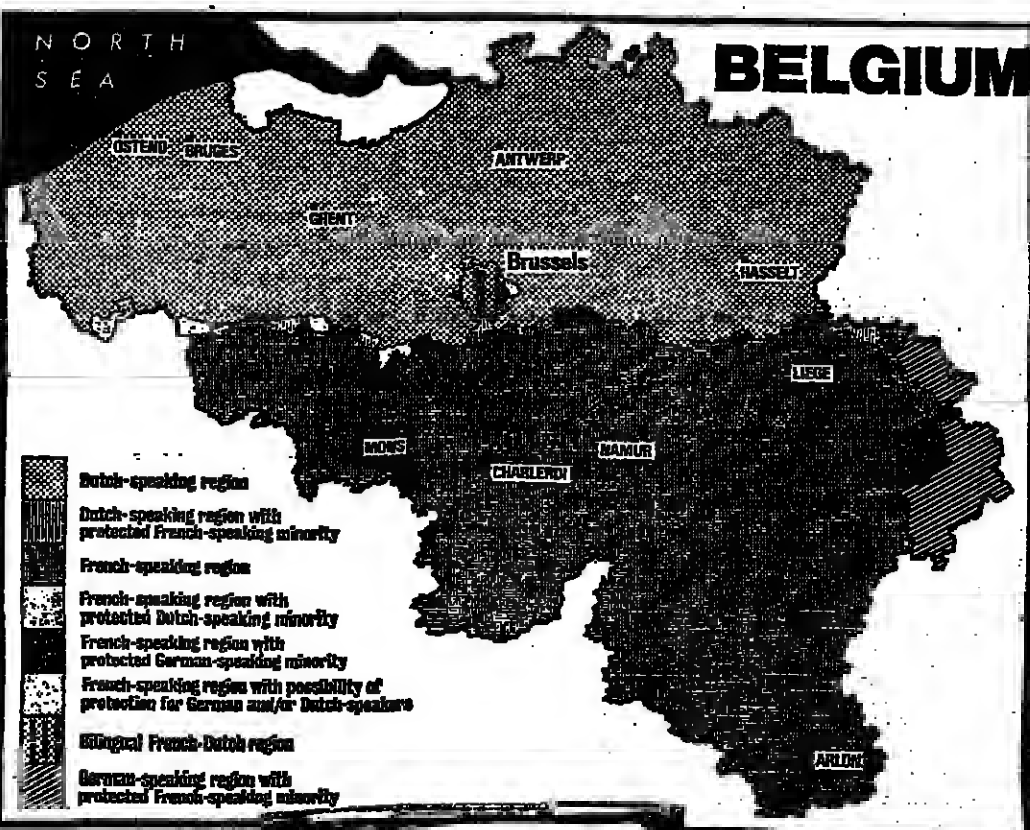 NORTH
SEA
BELGIUM
OSTEND
BRUGES
ANTWERP
GHENT
Brussels
HASSELT
LIEGE
MONS
NAMUR
CHARLEROI
ARLON
Dutch-speaking region
Dutch-speaking region with
protected French-speaking minority
French-speaking region
French-speaking region with
protected Dutch-speaking minority
French-speaking region with
protected German-speaking minority
French-speaking region with possibility of
protection for German and/or Dutch-speakers
Bilingual French-Dutch region
German-speaking region with
protected French-speaking minority